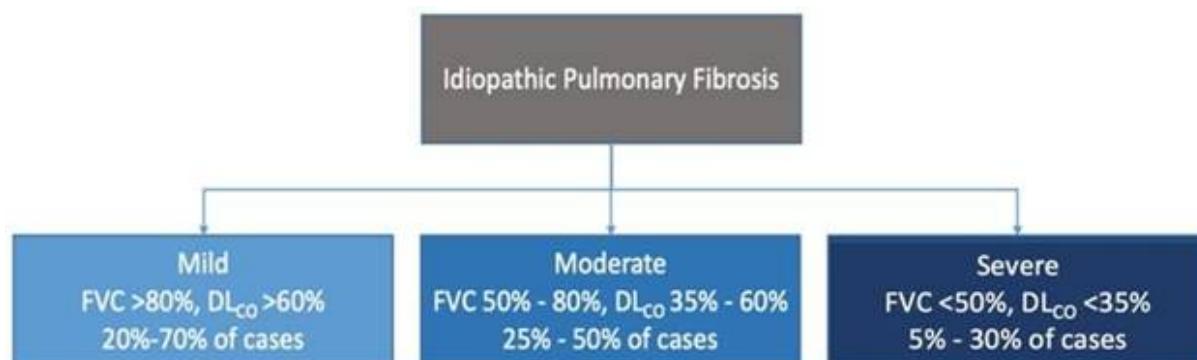 Idiopathic Pulmonary Fibrosis
Mild
FVC >80%, DLCO >60%
20%-70% of cases
Moderate
FVC 50% - 80%, DLCO 35% - 60%
25% - 50% of cases
Severe
FVC <50%, DLCO <35%
5% - 30% of cases